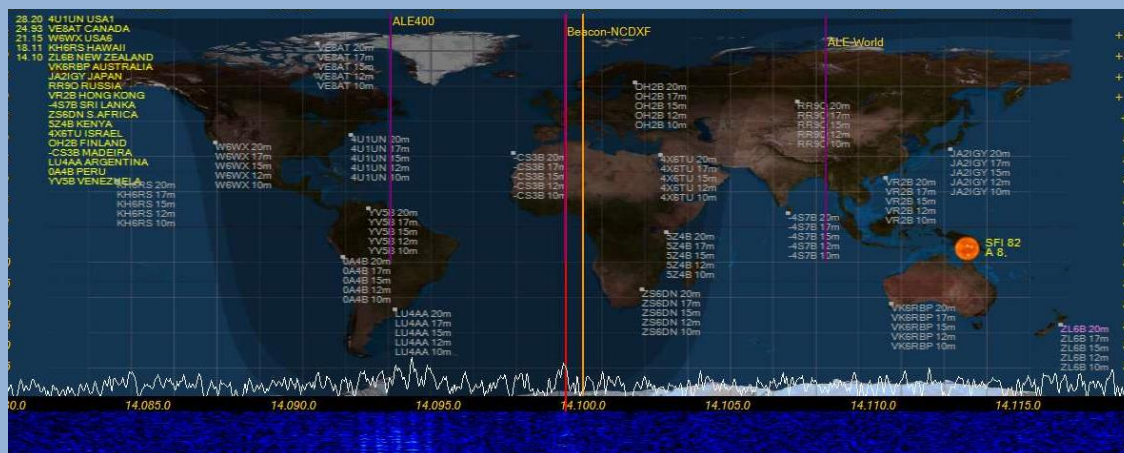 28.20 4U1UN USA1
24.93 VE8AT CANADA
21.15 W6WX USA6
18.11 KH6RS HAWAII
14.10 ZL6B NEW ZEALAND
VK6RBP AUSTRALIA
JA2IGY JAPAN
RR9O RUSSIA
VR2B HONG KONG
-4S7B SRI LANKA
ZS6DN S.AFRICA
5Z4B KENYA
4X6TU ISRAEL
OH2B FINLAND
-CS3B MADEIRA
LU4AA ARGENTINA
0A4B PERU
YV5B VENEZUELA
ALE400
Beacon-NCDXF
ALE-World
VE8AT 20m
VE8AT 17m
VE8AT 15m
VE8AT 12m
VE8AT 10m
OH2B 20m
OH2B 17m
OH2B 15m
OH2B 12m
OH2B 10m
RR9O 20m
RR9O 17m
RR9O 15m
RR9O 12m
RR9O 10m
W6WX 20m
W6WX 17m
W6WX 15m
W6WX 12m
W6WX 10m
4U1UN 20m
4U1UN 17m
4U1UN 15m
4U1UN 12m
4U1UN 10m
-CS3B 20m
-CS3B 17m
-CS3B 15m
-CS3B 12m
-CS3B 10m
4X6TU 20m
4X6TU 17m
4X6TU 15m
4X6TU 12m
4X6TU 10m
JA2IGY 20m
JA2IGY 17m
JA2IGY 15m
JA2IGY 12m
JA2IGY 10m
KH6RS 20m
KH6RS 17m
KH6RS 15m
KH6RS 12m
KH6RS 10m
VR2B 20m
VR2B 17m
VR2B 15m
VR2B 12m
VR2B 10m
YV5B 20m
YV5B 17m
YV5B 15m
YV5B 12m
YV5B 10m
-4S7B 20m
-4S7B 17m
-4S7B 15m
-4S7B 12m
-4S7B 10m
5Z4B 20m
5Z4B 17m
5Z4B 15m
5Z4B 12m
5Z4B 10m
SFI 82
A 8.
0A4B 20m
0A4B 17m
0A4B 15m
0A4B 12m
0A4B 10m
ZS6DN 20m
ZS6DN 17m
ZS6DN 15m
ZS6DN 12m
ZS6DN 10m
LU4AA 20m
LU4AA 17m
LU4AA 15m
LU4AA 12m
LU4AA 10m
VK6RBP 20m
VK6RBP 17m
VK6RBP 15m
VK6RBP 12m
VK6RBP 10m
ZL6B 20m
ZL6B 17m
ZL6B 15m
ZL6B 12m
ZL6B 10m
14.085.0 14.090.0 14.095.0 14.100.0 14.105.0 14.110.0 14.115.0